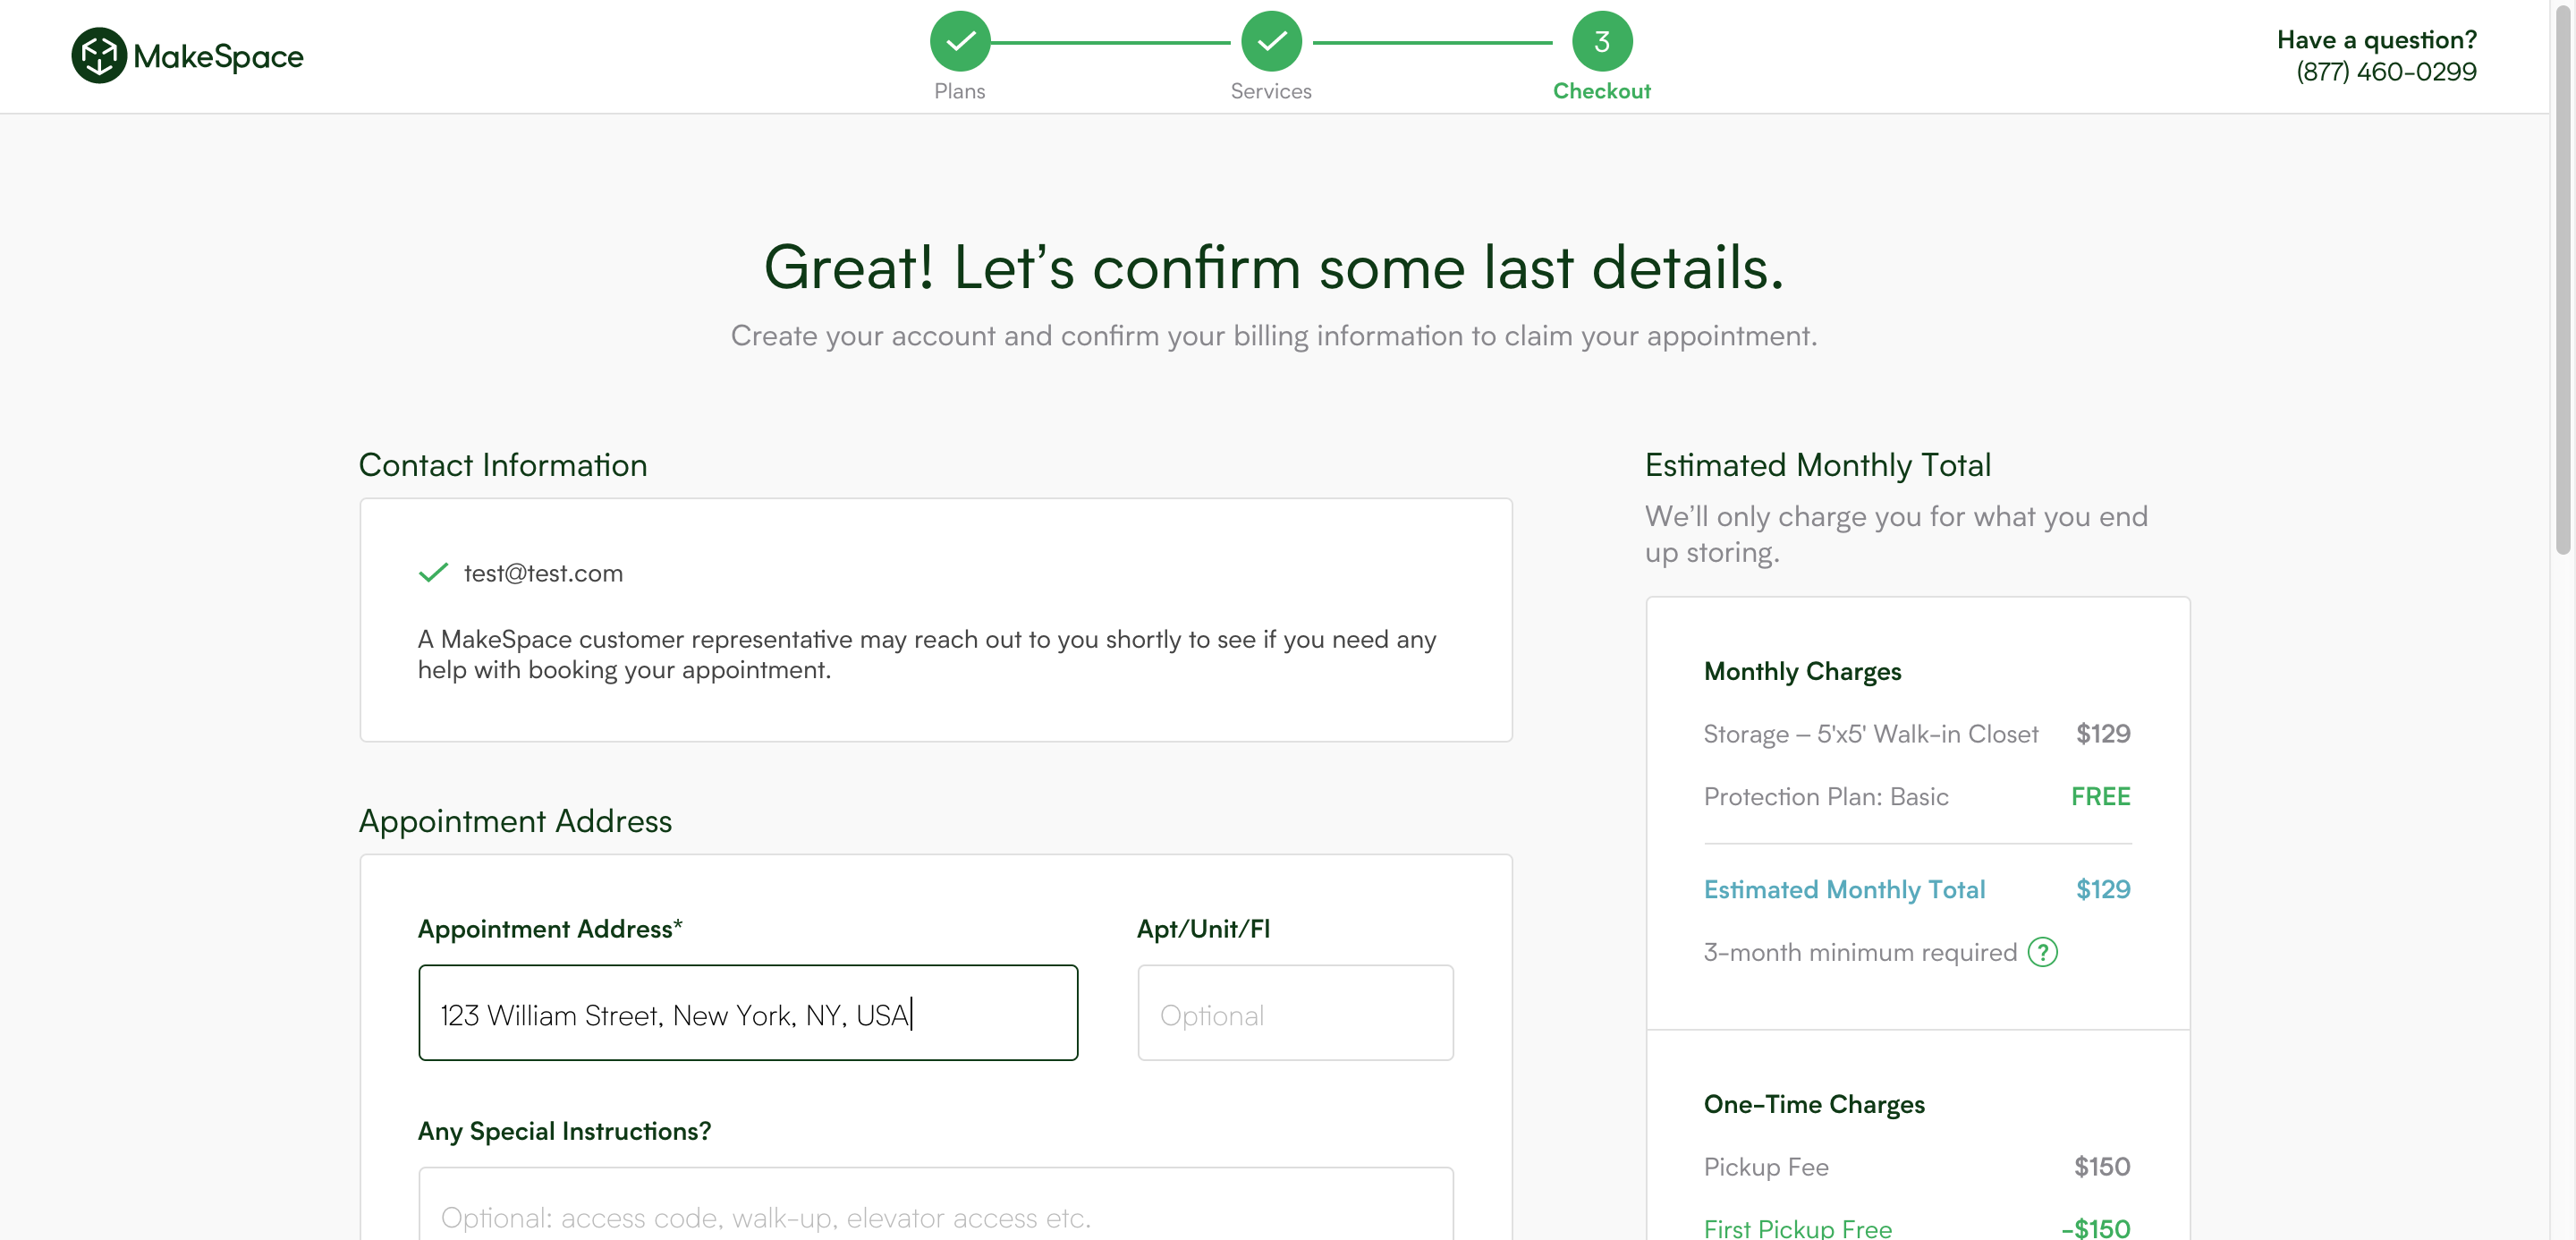 MakeSpace
Plans
Services
3
Checkout
Have a question?
(877) 460-0299
Great! Let’s confirm some last details.
Create your account and confirm your billing information to claim your appointment.
Contact Information
test@test.com
A MakeSpace customer representative may reach out to you shortly to see if you need any
help with booking your appointment.
Appointment Address
Appointment Address*
Apt/Unit/Fl
123 William Street, New York, NY, USA
Optional
Any Special Instructions?
Optional: access code, walk-up, elevator access etc.
Estimated Monthly Total
We’ll only charge you for what you end
up storing.
Monthly Charges
Storage – 5'x5' Walk-in Closet $129
Protection Plan: Basic FREE
Estimated Monthly Total $129
3-month minimum required ?
One-Time Charges
Pickup Fee $150
First Pickup Free -$150